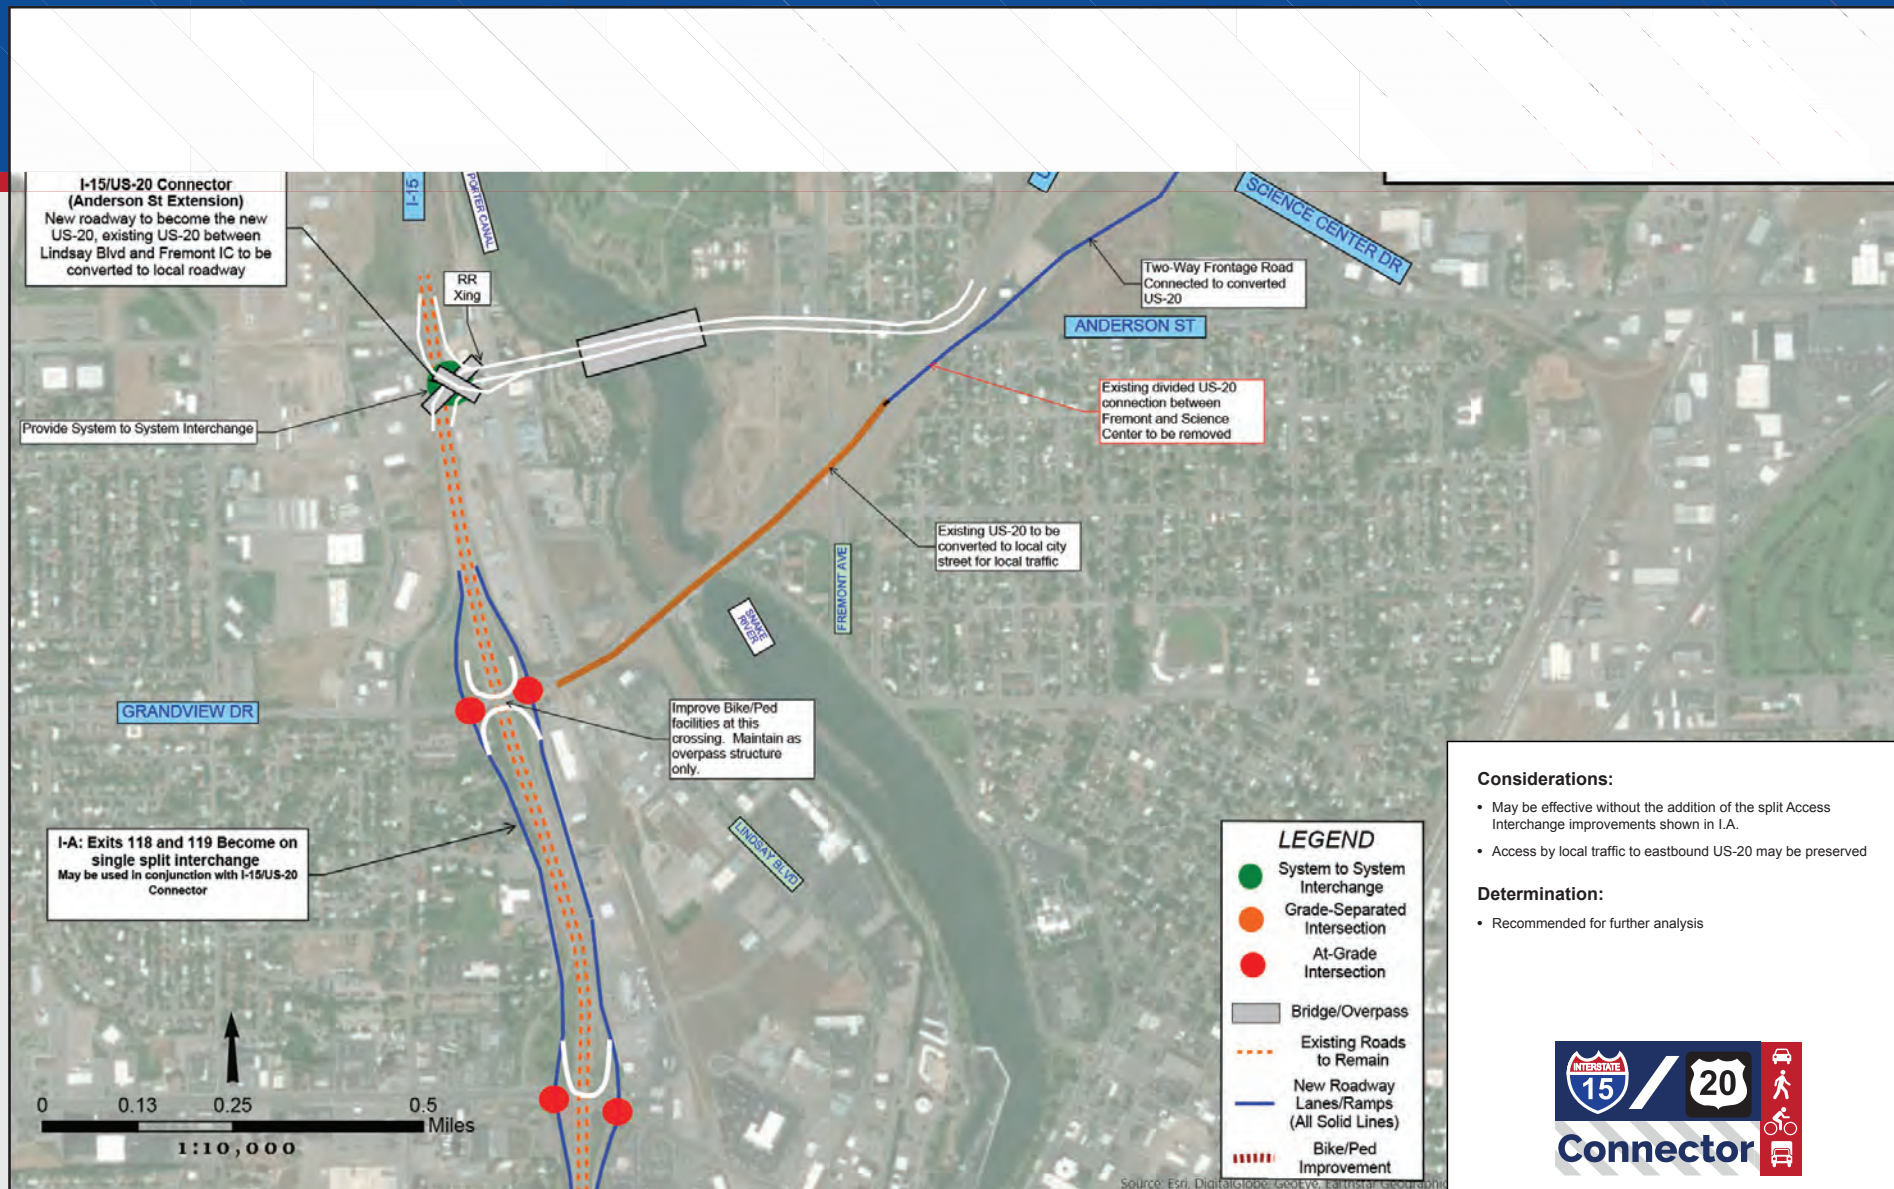 I-15/US-20 Connector
(Anderson St Extension)
New roadway to become the new
US-20, existing US-20 between
Lindsay Blvd and Fremont IC to be
converted to local roadway
I-15
PORTER CANAL
RR
Xing
SCIENCE CENTER DR
Two-Way Frontage Road
Connected to converted
US-20
ANDERSON ST
Existing divided US-20
connection between
Fremont and Science
Center to be removed
Provide System to System Interchange
Existing US-20 to be
converted to local city
street for local traffic
FREMONT AVE
SNAKE
RIVER
GRANDVIEW DR
Improve Bike/Ped
facilities at this
crossing. Maintain as
overpass structure
only.
LINDSAY BLVD
I-A: Exits 118 and 119 Become on
single split interchange
May be used in conjunction with I-15/US-20
Connector
0 0.13 0.25 0.5
Miles
1:10,000
LEGEND
System to System
Interchange
Grade-Separated
Intersection
At-Grade
Intersection
Bridge/Overpass
Existing Roads
to Remain
New Roadway
Lanes/Ramps
(All Solid Lines)
Bike/Ped
Improvement
Source: Esri, DigitalGlobe, GeoEye, Earthstar Geographic
Considerations:
• May be effective without the addition of the split Access
Interchange improvements shown in I.A.
• Access by local traffic to eastbound US-20 may be preserved
Determination:
• Recommended for further analysis
INTERSTATE
15
20
Connector